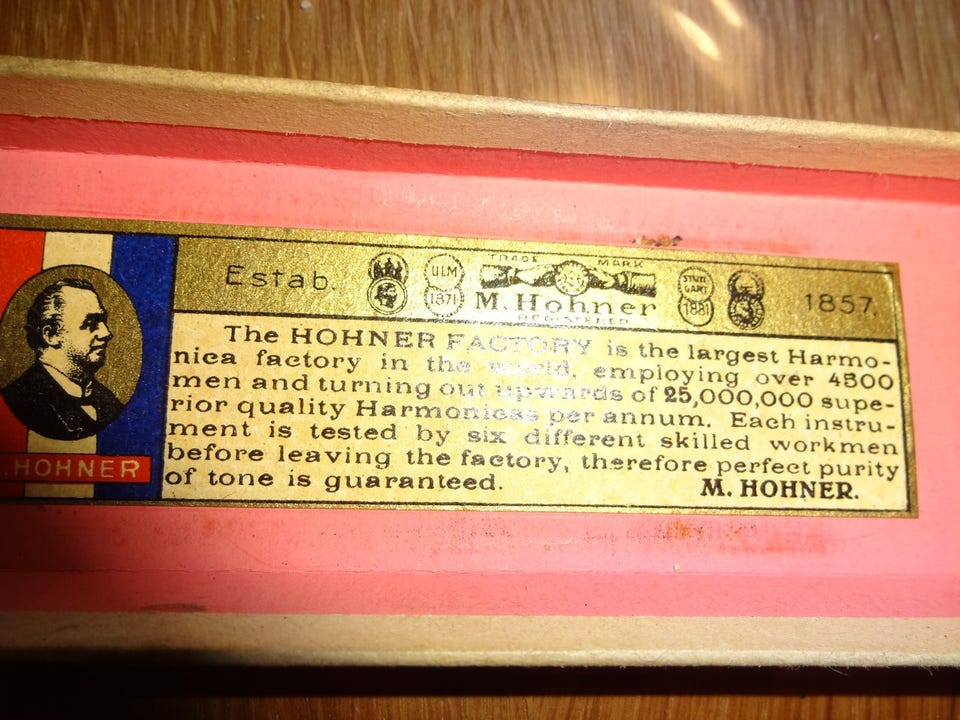 Estab.
ULM
1871
TRADE MARK
M. Hohner
REGISTERED
STUTT
GART
1881
1857.
The HOHNER FACTORY is the largest Harmo-
nica factory in the world, employing over 4500
men and turning out upwards of 25,000,000 supe-
rior quality Harmonicas per annum. Each instru-
ment is tested by six different skilled workmen
before leaving the factory, therefore perfect purity
of tone is guaranteed.
M. HOHNER.
.HOHNER